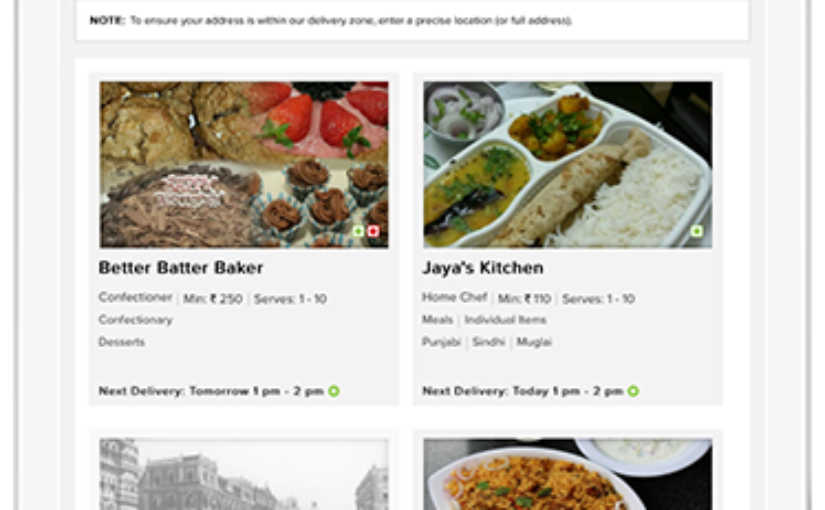 NOTE: To ensure your address is within our delivery zone, enter a precise location (or full address).
Better Batter Baker
Confectioner | Min: ₹ 250 | Serves: 1 - 10
Confectionary
Desserts
Next Delivery: Tomorrow 1 pm - 2 pm
Jaya's Kitchen
Home Chef | Min: ₹ 110 | Serves: 1 - 10
Meals | Individual Items
Punjabi | Sindhi | Muglai
Next Delivery: Today 1 pm - 2 pm